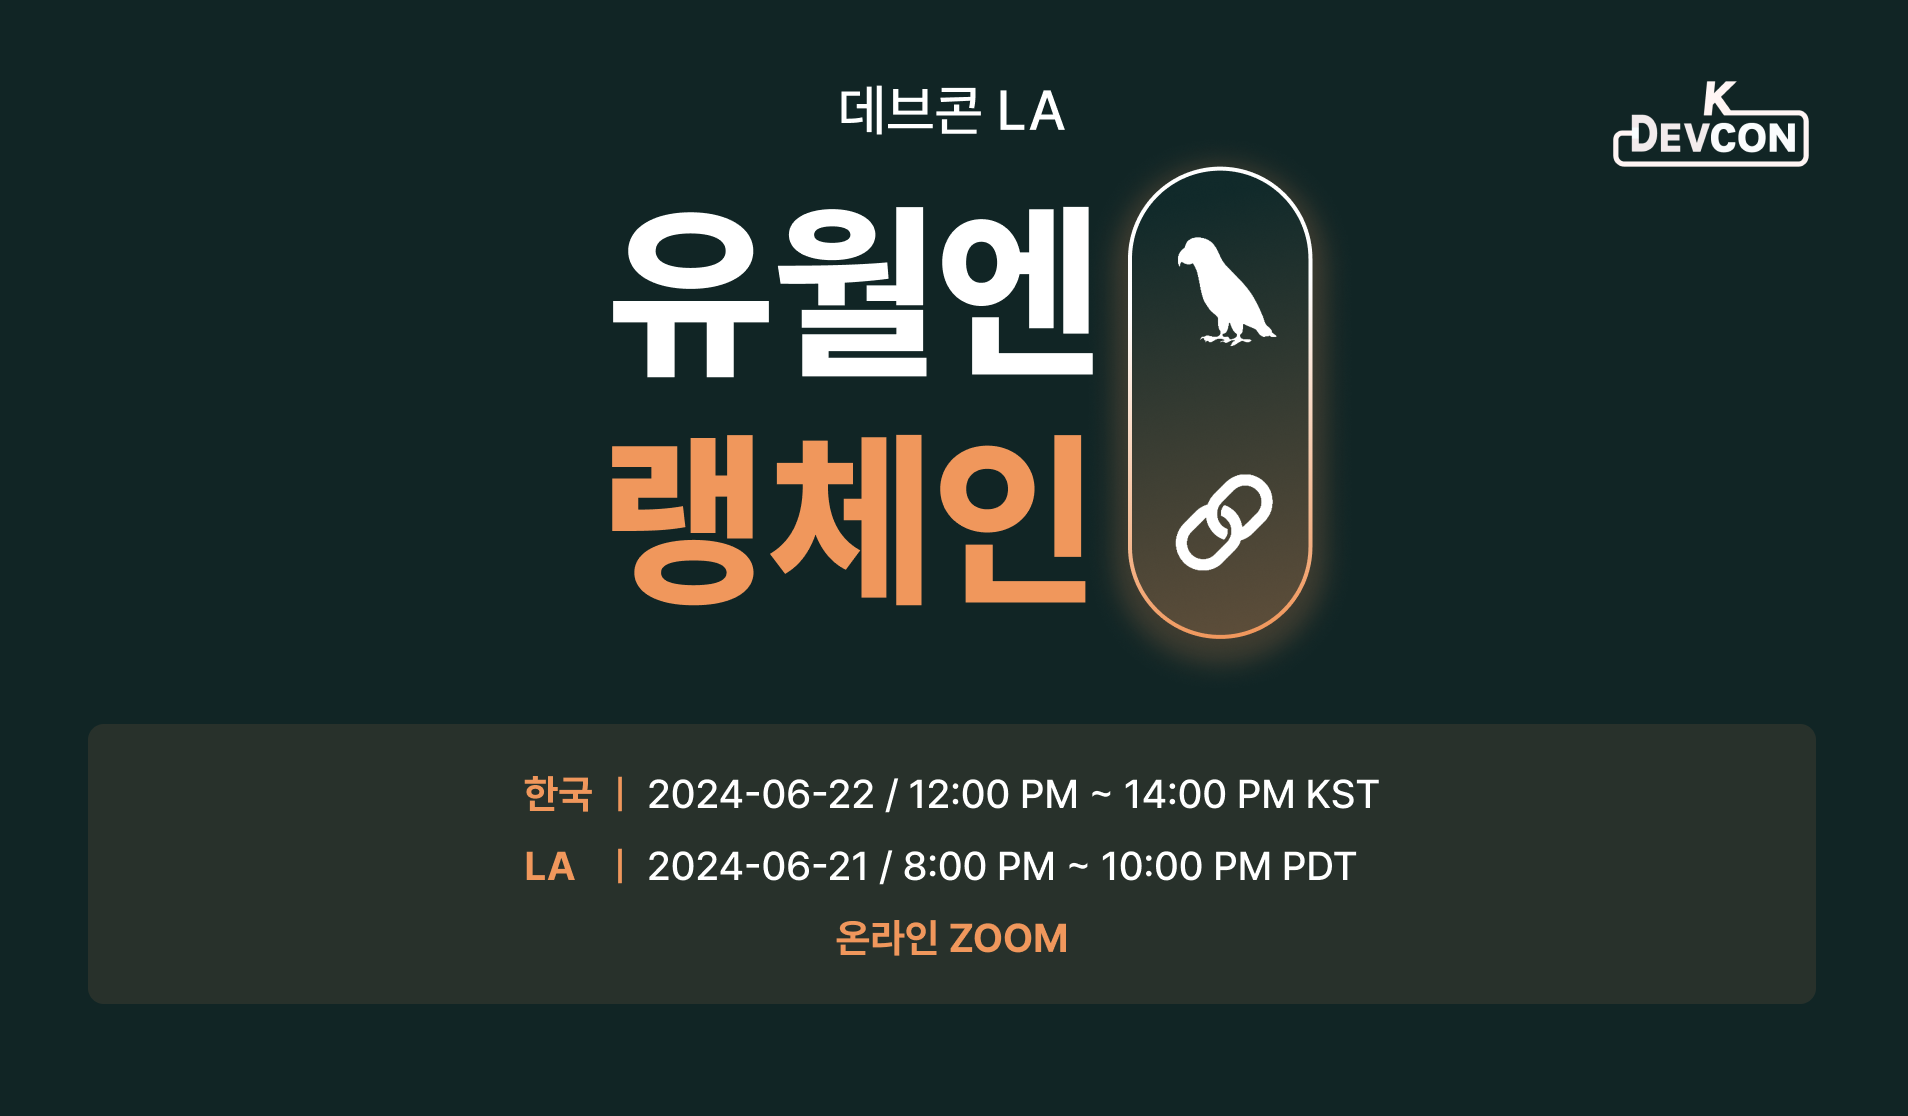 데브콘 LA
K
DEVCON
유월엔
랭체인
한국 | 2024-06-22 / 12:00 PM ~ 14:00 PM KST
LA | 2024-06-21 / 8:00 PM ~ 10:00 PM PDT
온라인 ZOOM